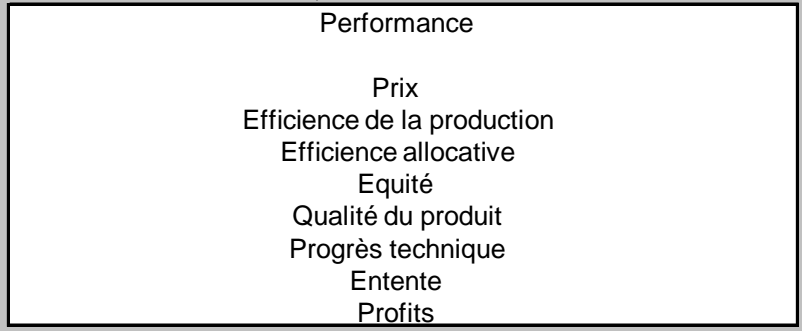 Performance
Prix
Efficience de la production
Efficience allocative
Equité
Qualité du produit
Progrès technique
Entente
Profits